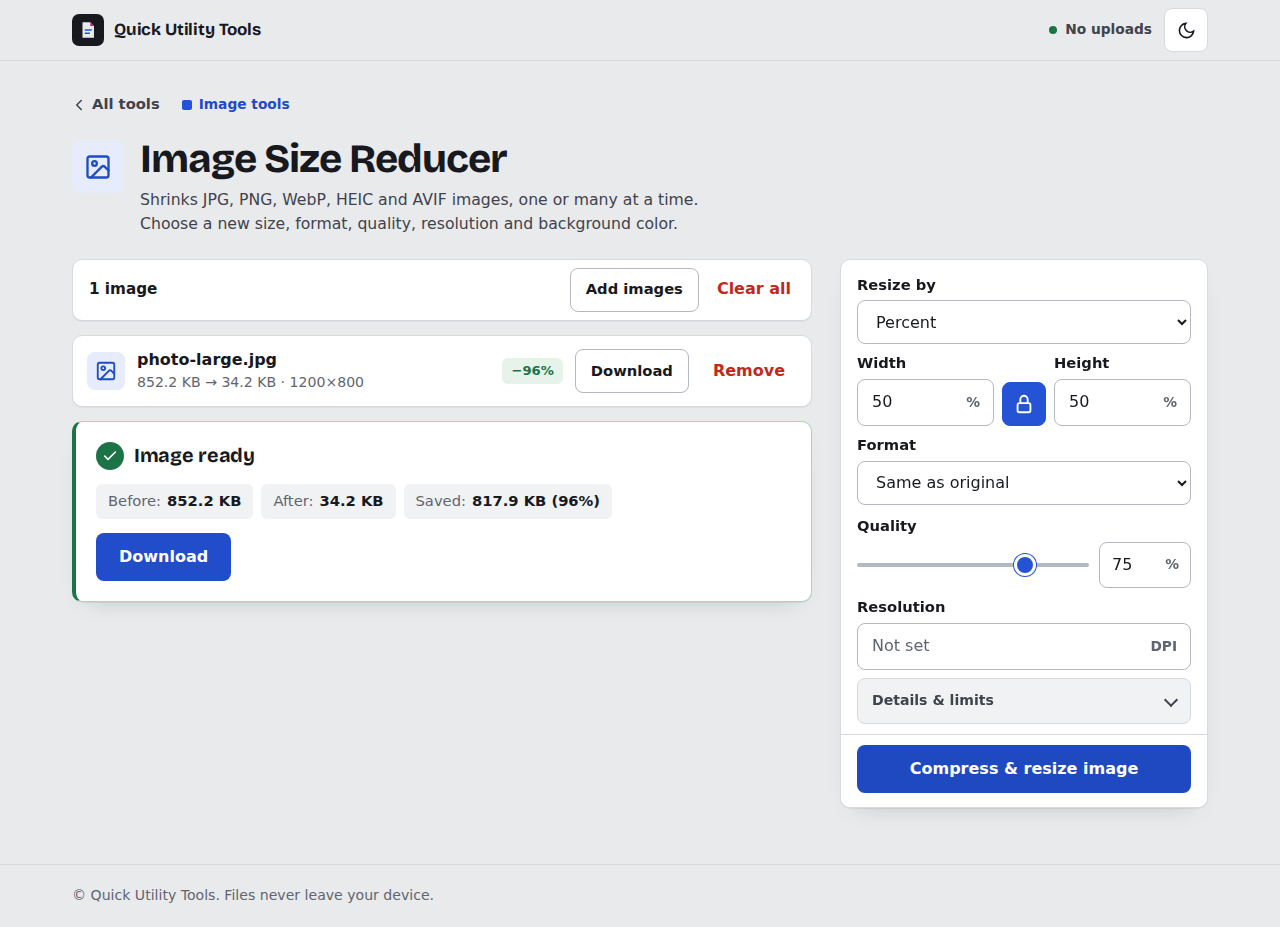 Quick Utility Tools
No uploads
All tools
Image tools
Image Size Reducer
Shrinks JPG, PNG, WebP, HEIC and AVIF images, one or many at a time.
Choose a new size, format, quality, resolution and background color.
1 image
Add images
Clear all
photo-large.jpg
852.2 KB → 34.2 KB · 1200×800
−96%
Download
Remove
Image ready
Before: 852.2 KB
After: 34.2 KB
Saved: 817.9 KB (96%)
Download
Resize by
Percent
Width
Height
50 %
50 %
Format
Same as original
Quality
75 %
Resolution
Not set DPI
Details & limits
Compress & resize image
© Quick Utility Tools. Files never leave your device.